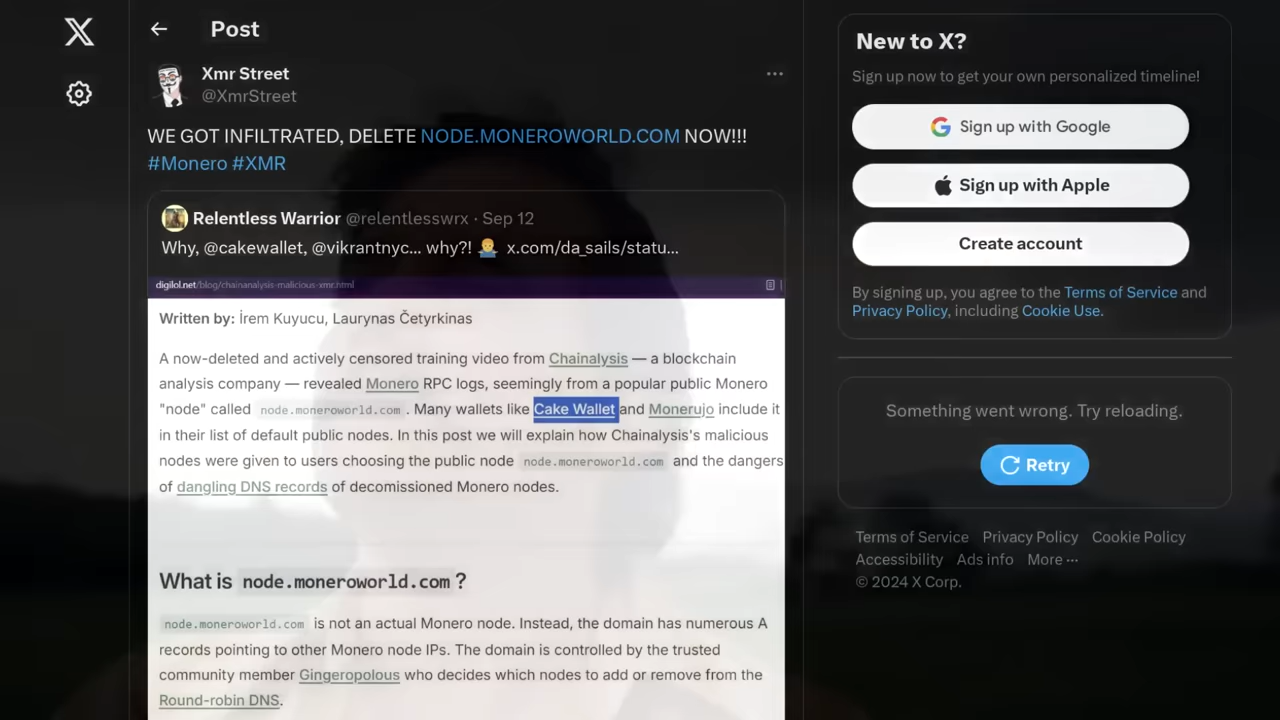 Post
Xmr Street
@XmrStreet
WE GOT INFILTRATED, DELETE NODE.MONEROWORLD.COM NOW!!!
#Monero #XMR
Relentless Warrior @relentlesswrx · Sep 12
Why, @cakewallet, @vikrantnyc... why?! 🤷‍♂️ x.com/da_sails/statu...
digilol.net/blog/chainanalysis-malicious-xmr.html
Written by: İrem Kuyucu, Laurynas Četyrkinas
A now-deleted and actively censored training video from Chainalysis — a blockchain
analysis company — revealed Monero RPC logs, seemingly from a popular public Monero
"node" called node.moneroworld.com . Many wallets like Cake Wallet and Monerujo include it
in their list of default public nodes. In this post we will explain how Chainalysis's malicious
nodes were given to users choosing the public node node.moneroworld.com and the dangers
of dangling DNS records of decomissioned Monero nodes.
What is node.moneroworld.com ?
node.moneroworld.com is not an actual Monero node. Instead, the domain has numerous A
records pointing to other Monero node IPs. The domain is controlled by the trusted
community member Gingeropolous who decides which nodes to add or remove from the
Round-robin DNS.
New to X?
Sign up now to get your own personalized timeline!
Sign up with Google
Sign up with Apple
Create account
By signing up, you agree to the Terms of Service and
Privacy Policy, including Cookie Use.
Something went wrong. Try reloading.
Retry
Terms of Service Privacy Policy Cookie Policy
Accessibility Ads info More ···
© 2024 X Corp.